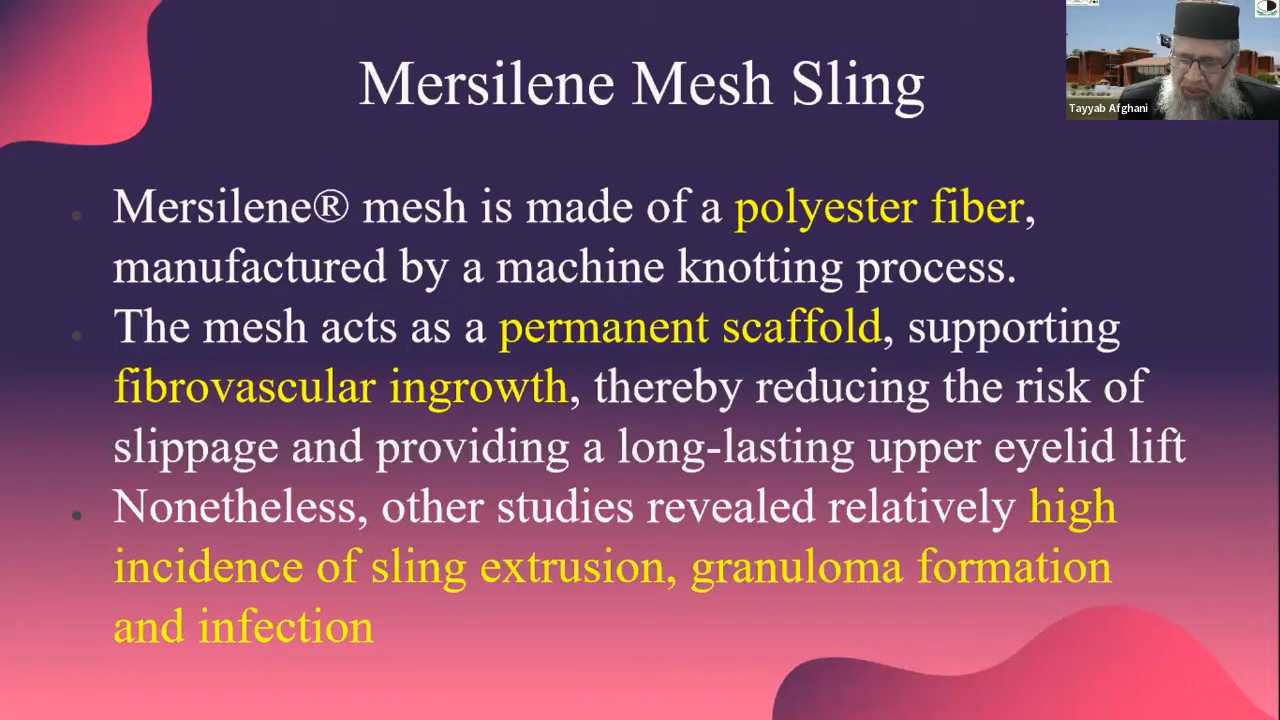 Mersilene Mesh Sling
Tayyab Afghani
Mersilene® mesh is made of a polyester fiber,
manufactured by a machine knotting process.
The mesh acts as a permanent scaffold, supporting
fibrovascular ingrowth, thereby reducing the risk of
slippage and providing a long-lasting upper eyelid lift
Nonetheless, other studies revealed relatively high
incidence of sling extrusion, granuloma formation
and infection